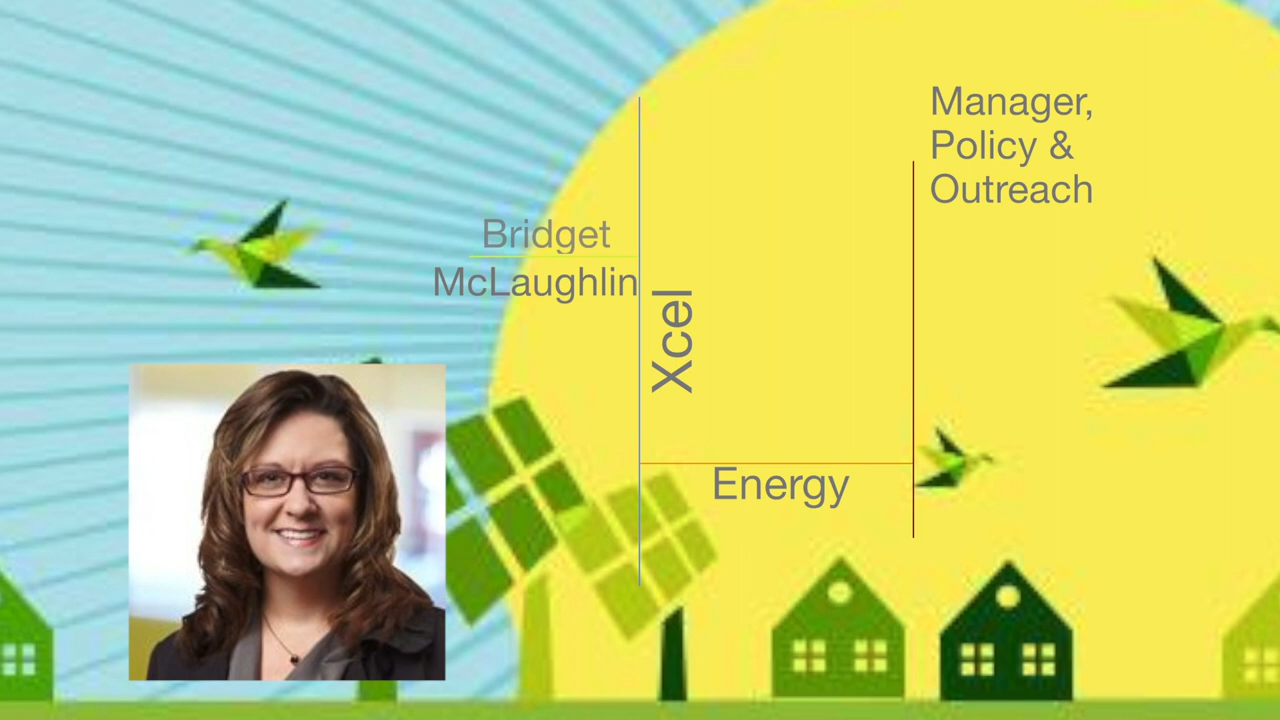 Bridget
McLaughlin
Xcel
Energy
Manager,
Policy &
Outreach